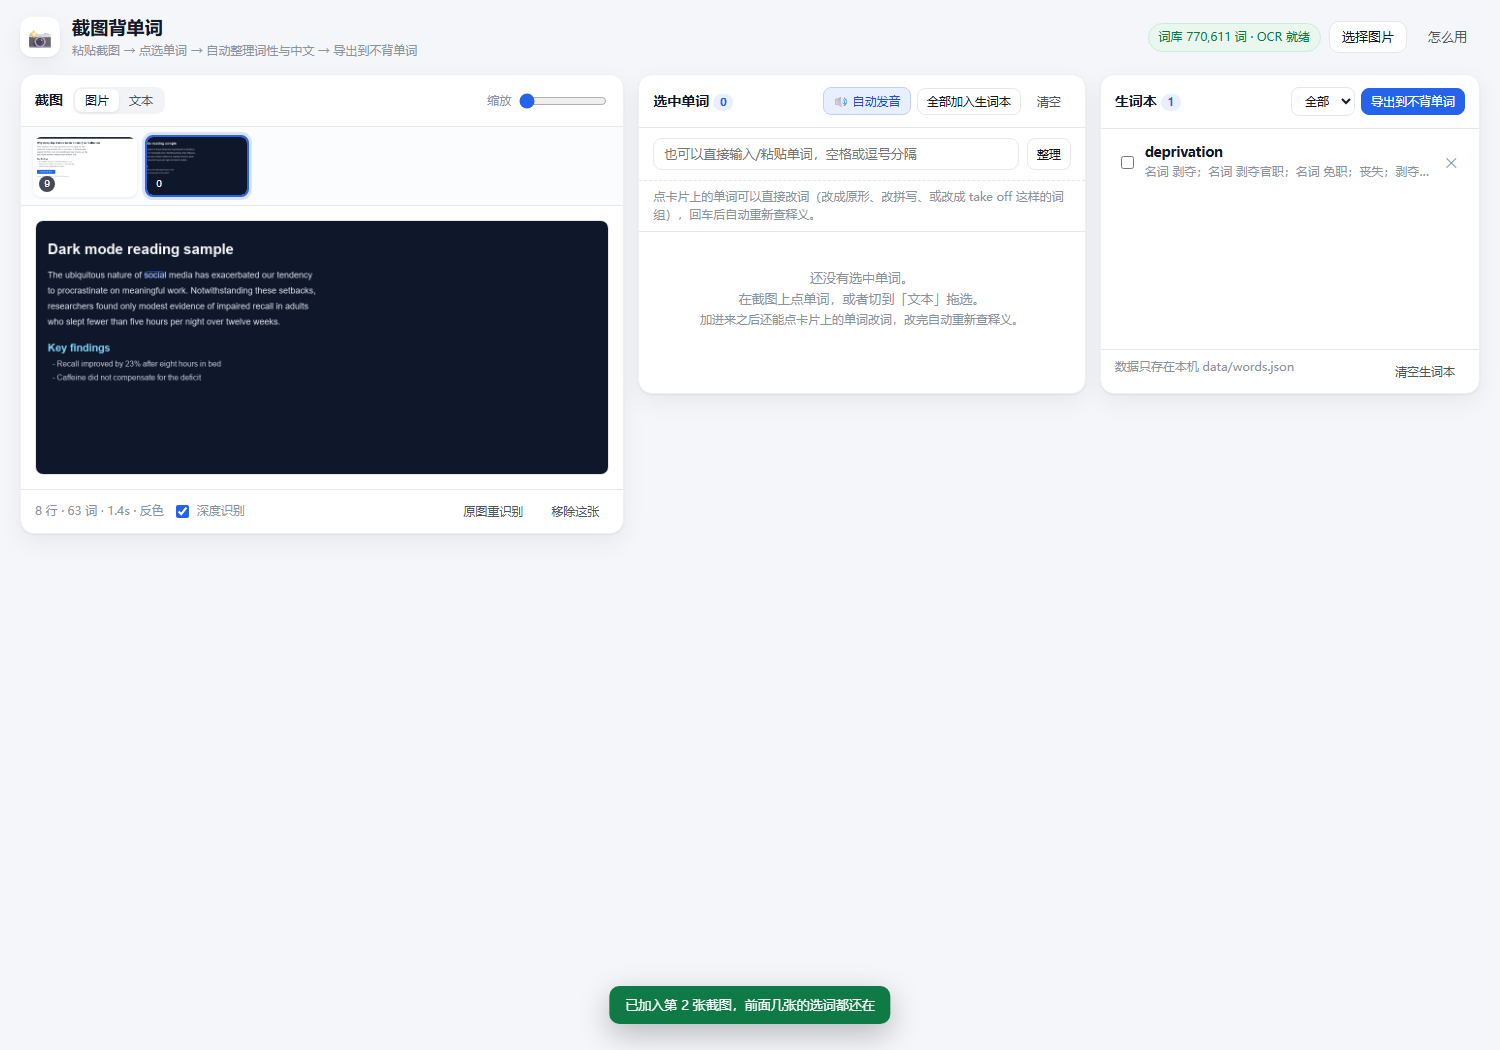 截图背单词
粘贴截图 → 点选单词 → 自动整理词性与中文 → 导出到不背单词
词库 770,611 词 · OCR 就绪
选择图片
怎么用
截图
图片
文本
缩放
9
0
Dark mode reading sample
The ubiquitous nature of social media has exacerbated our tendency
to procrastinate on meaningful work. Notwithstanding these setbacks,
researchers found only modest evidence of impaired recall in adults
who slept fewer than five hours per night over twelve weeks.
Key findings
- Recall improved by 23% after eight hours in bed
- Caffeine did not compensate for the deficit
8 行 · 63 词 · 1.4s · 反色
深度识别
原图重识别
移除这张
选中单词 0
自动发音
全部加入生词本
清空
也可以直接输入/粘贴单词，空格或逗号分隔
整理
点卡片上的单词可以直接改词（改成原形、改拼写、或改成 take off 这样的词
组），回车后自动重新查释义。
还没有选中单词。
在截图上点单词，或者切到「文本」拖选。
加进来之后还能点卡片上的单词改词，改完自动重新查释义。
生词本 1
全部
导出到不背单词
deprivation
名词 剥夺；名词 剥夺官职；名词 免职；丧失；剥夺...
数据只存在本机 data/words.json
清空生词本
已加入第 2 张截图，前面几张的选词都还在